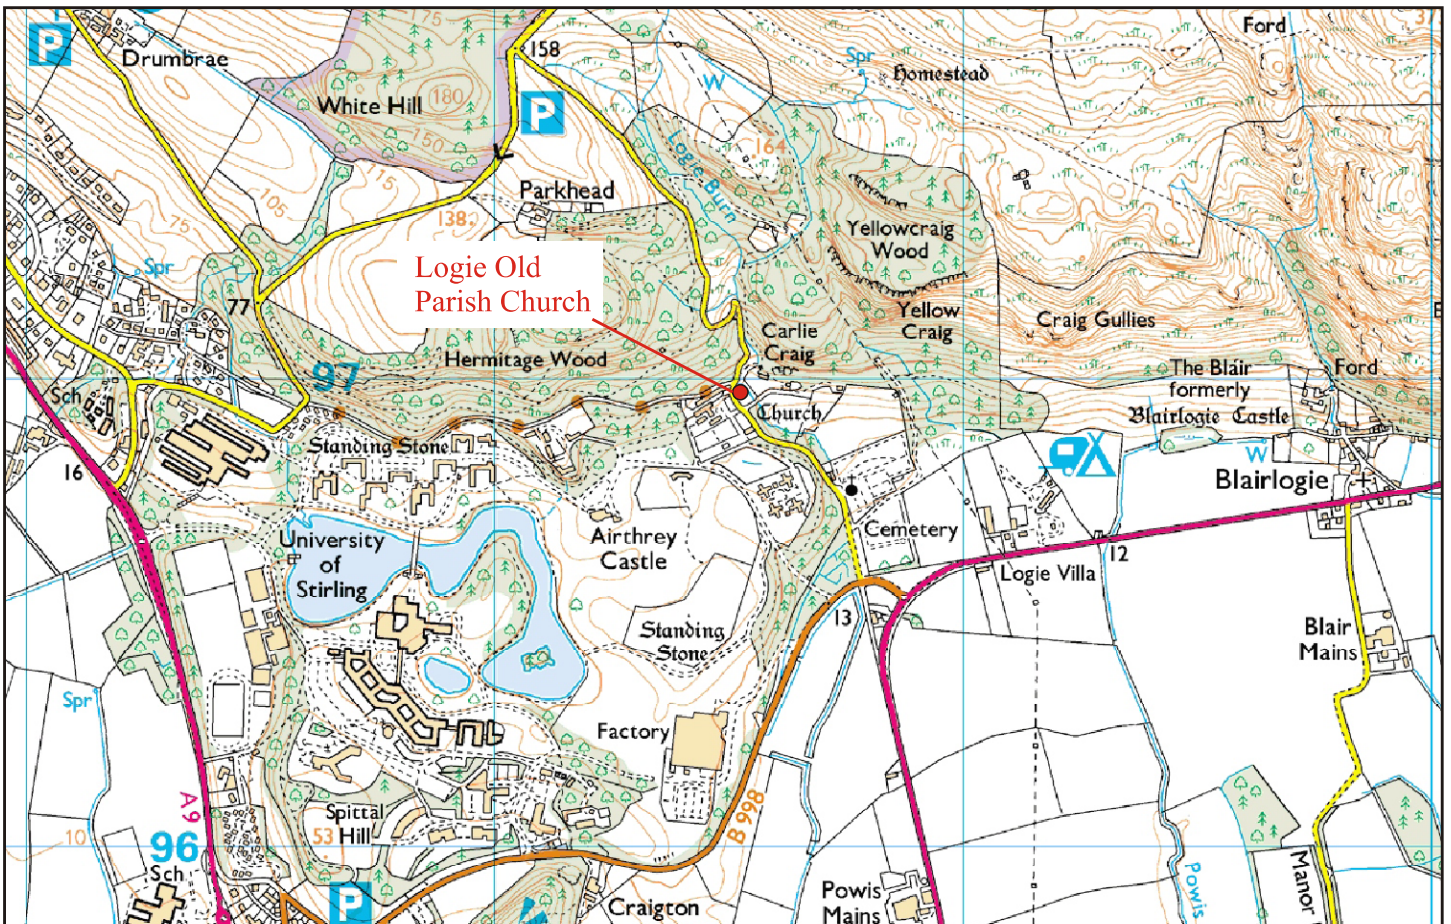 P
Drumbrae
158
P
White Hill
180
150
75
W
Spr
Homestead
Ford
Logie Burn
164
115
105
75
138
Parkhead
Yellowcraig
Wood
Spr
77
Logie Old
Parish Church
Yellow
Craig
Craig Gullies
Carlie
Craig
Hermitage Wood
97
The Blair
formerly
Blairlogie Castle
Ford
Sch
Church
Standing Stone
W
Blairlogie
16
University
of
Stirling
Airthrey
Castle
Cemetery
12
Logie Villa
13
Standing
Stone
Blair
Mains
Spr
Factory
A 9
B 998
Spittal
Hill
53
10
96
Sch
P
Craigton
Powis
Mains
Powis
Manor